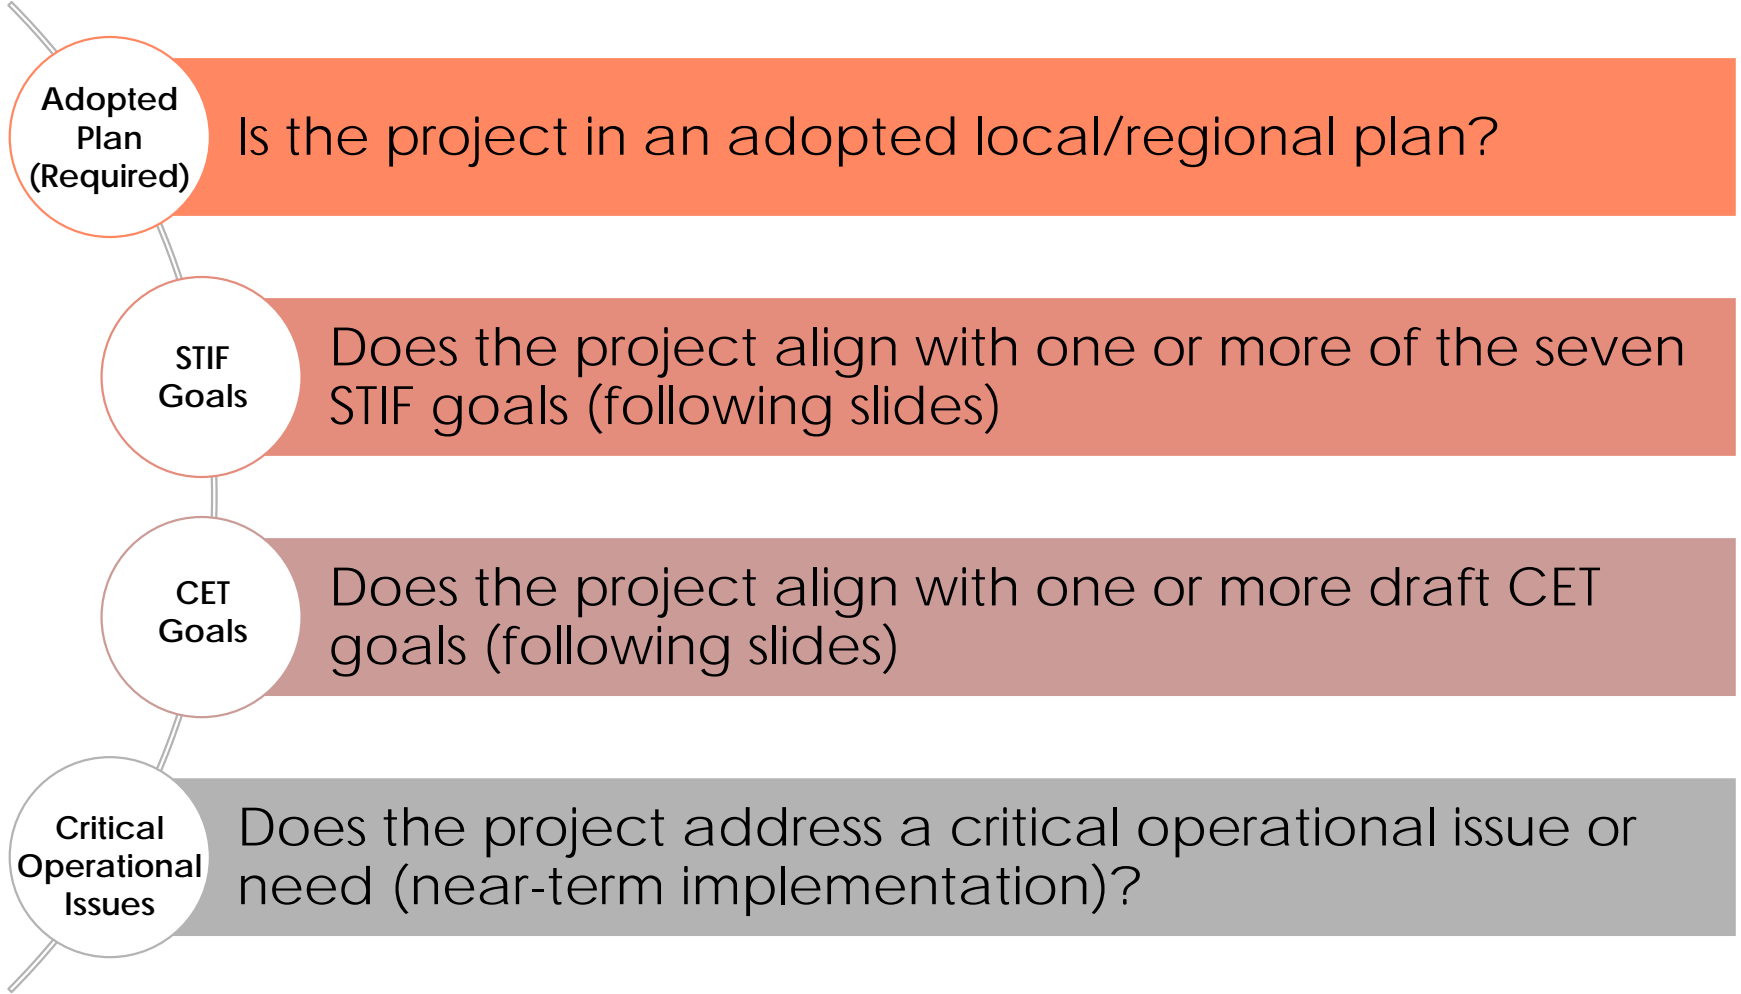 Adopted
Plan
(Required)
Is the project in an adopted local/regional plan?
STIF
Goals
Does the project align with one or more of the seven
STIF goals (following slides)
CET
Goals
Does the project align with one or more draft CET
goals (following slides)
Critical
Operational
Issues
Does the project address a critical operational issue or
need (near-term implementation)?